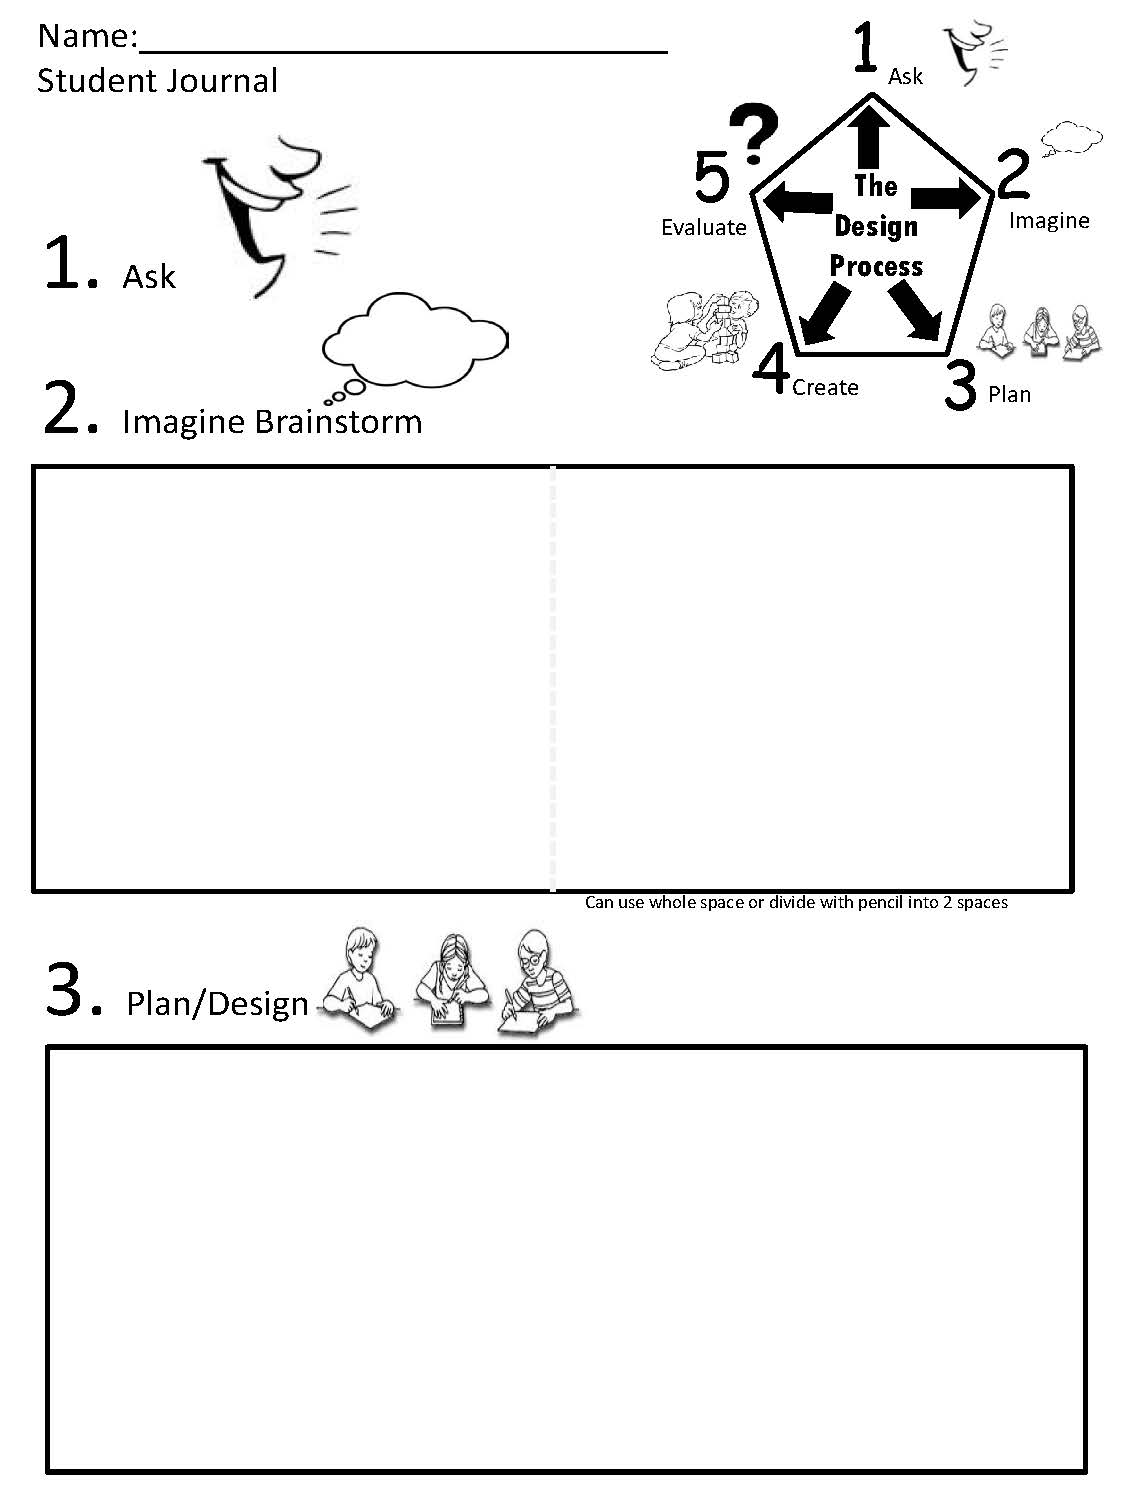 Name:
Student Journal
1 Ask
2 Imagine
3 Plan
4 Create
5 Evaluate
?
The
Design
Process
1. Ask
2. Imagine Brainstorm
Can use whole space or divide with pencil into 2 spaces
3. Plan/Design